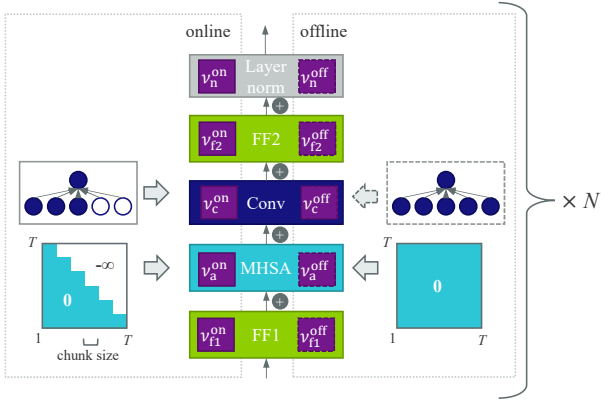 online offline
ν_n^on Layer norm ν_n^off
+
ν_f2^on FF2 ν_f2^off
+
ν_c^on Conv ν_c^off
× N
+
T
-∞
0
1 T
chunk size
ν_a^on MHSA ν_a^off
T
0
1 T
+
ν_f1^on FF1 ν_f1^off